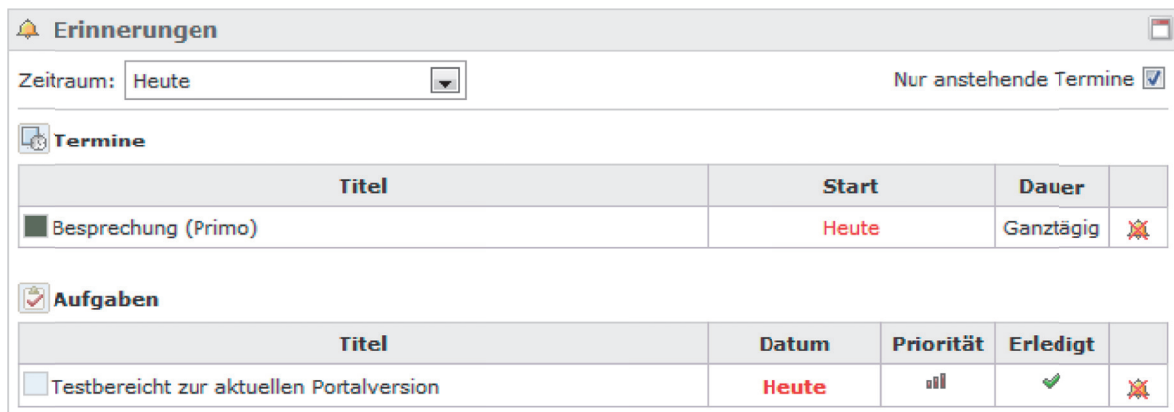 Erinnerungen
Zeitraum: Heute Nur anstehende Termine
Termine
Titel Start Dauer
Besprechung (Primo) Heute Ganztägig
Aufgaben
Titel Datum Priorität Erledigt
Testbereicht zur aktuellen Portalversion Heute